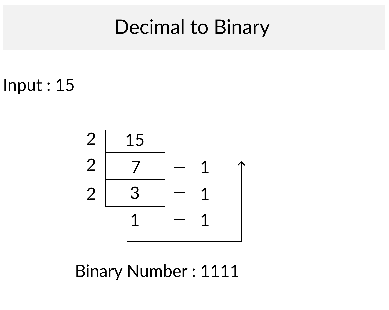 Decimal to Binary
Input : 15
2 15
2 7 – 1
2 3 – 1
1 – 1
Binary Number : 1111